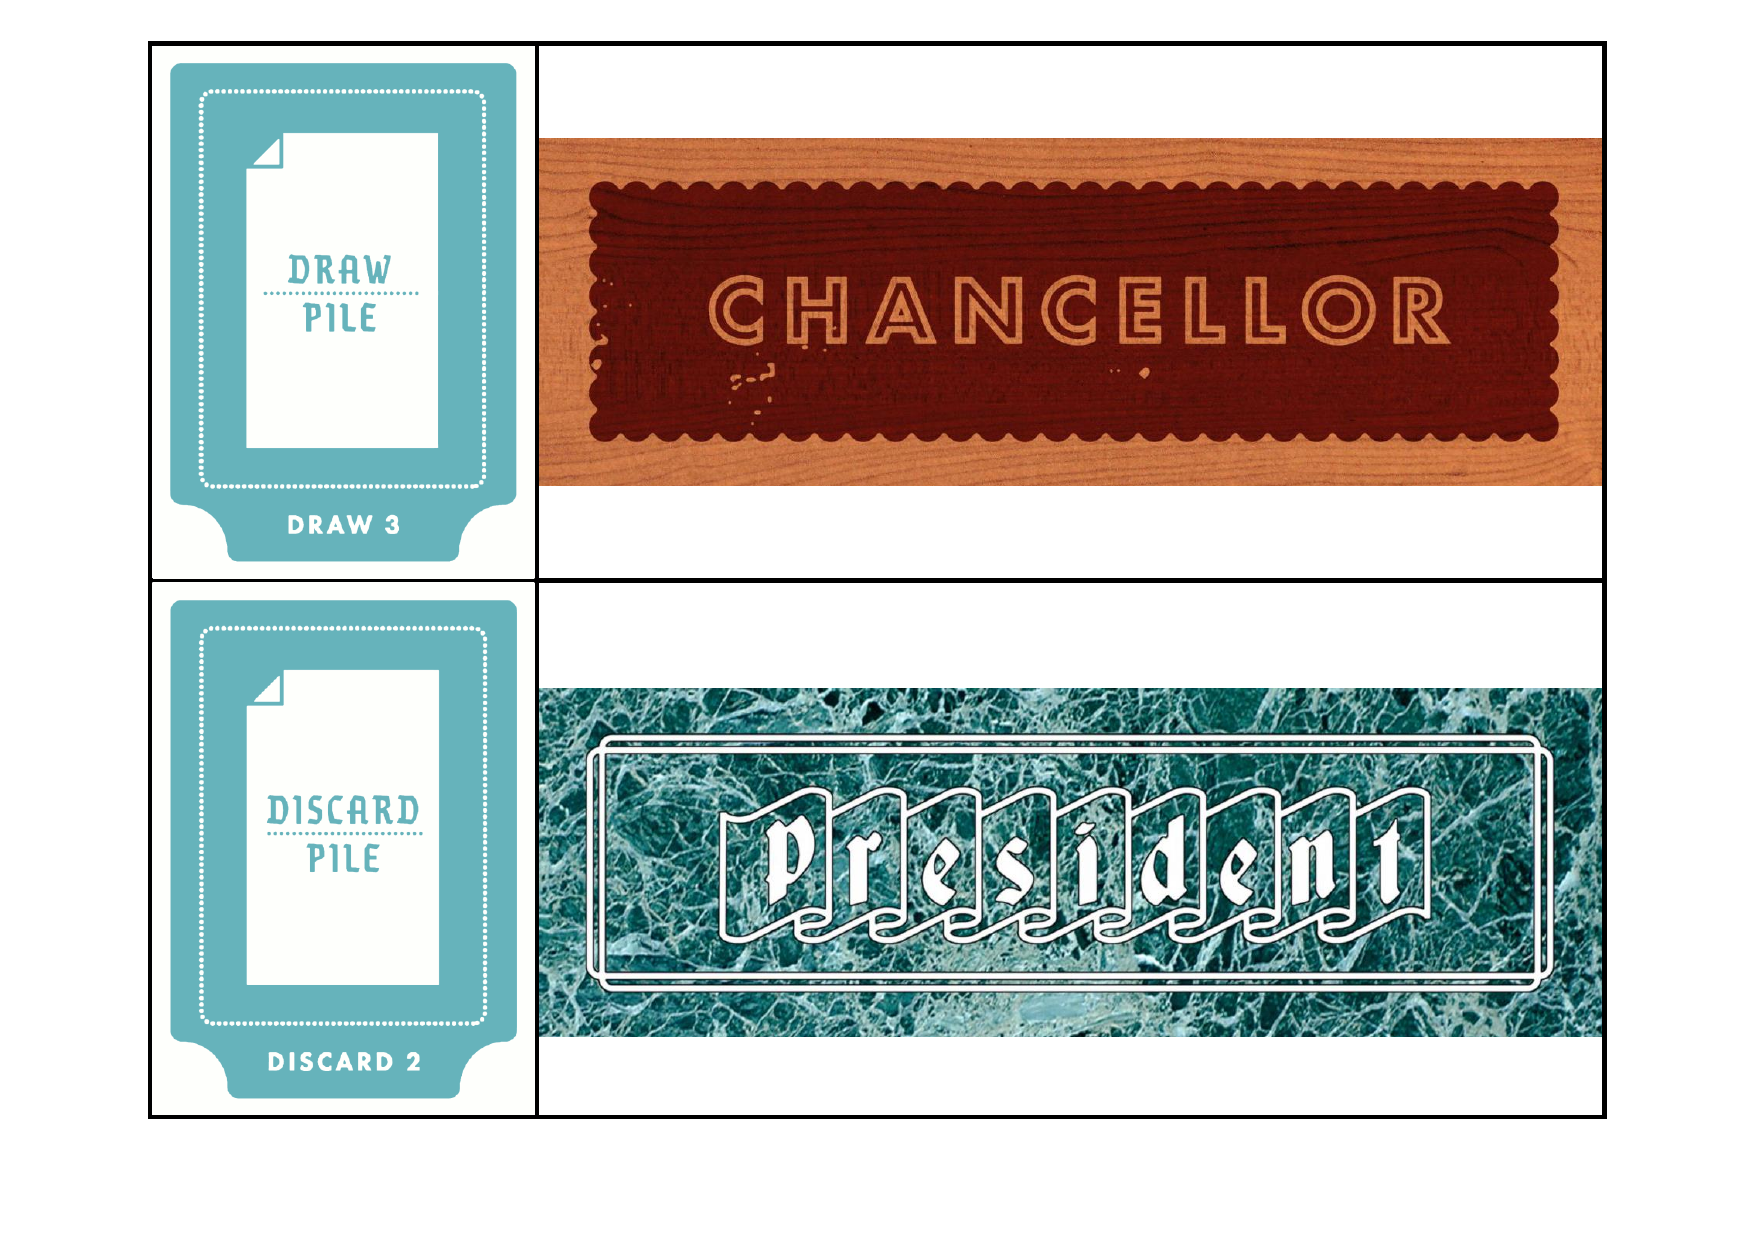 DRAW
PILE
DRAW 3
CHANCELLOR
DISCARD
PILE
DISCARD 2
President